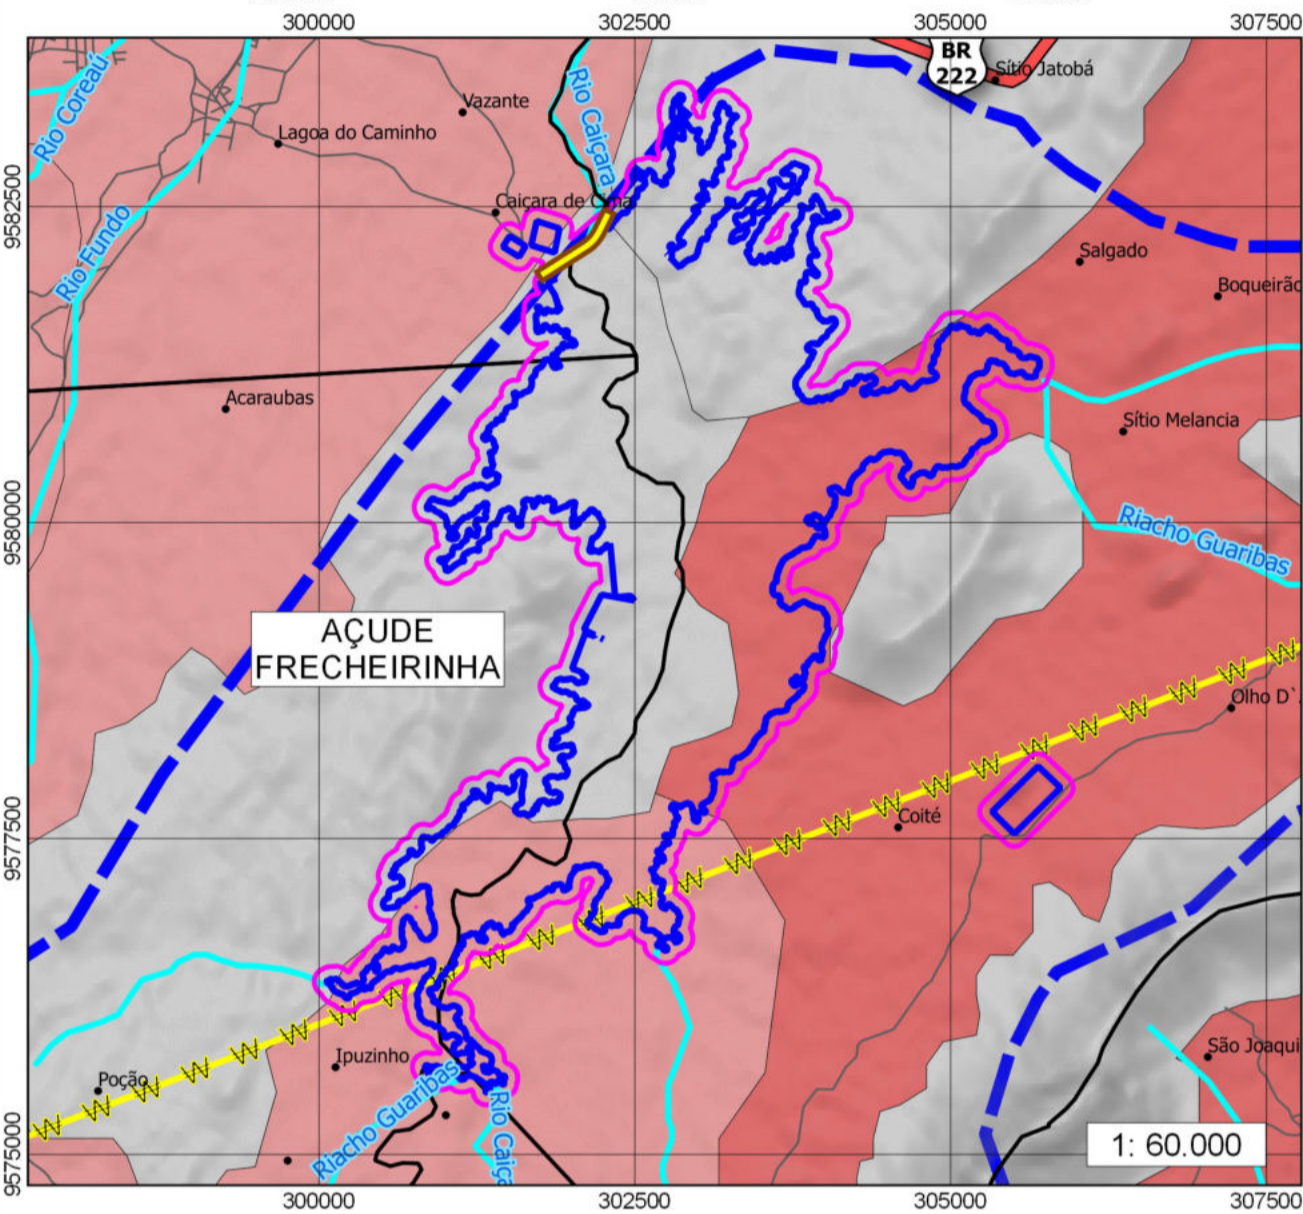 300000
302500
305000
307500
BR
222
Sítio Jatobá
Rio Coreaú
Vazante
Rio Caiçara
Lagoa do Caminho
9582500
Caiçara de Cima
Rio Fundo
Salgado
Boqueirão
Acaraubas
Sítio Melancia
9580000
Riacho Guaribas
AÇUDE
FRECHEIRINHA
Olho D`
9577500
Coité
Ipuzinho
São Joaqui
Poção
Riacho Guaribas
Rio Caiça
9575000
1: 60.000
300000
302500
305000
307500